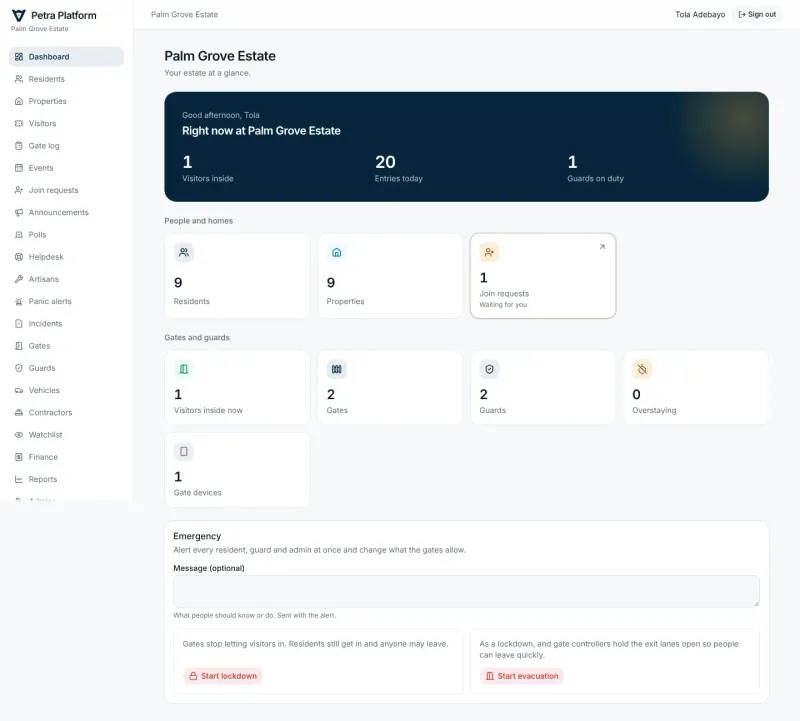 Petra Platform
Palm Grove Estate
Palm Grove Estate
Tola Adebayo
Sign out
Dashboard
Residents
Properties
Visitors
Gate log
Events
Join requests
Announcements
Polls
Helpdesk
Artisans
Panic alerts
Incidents
Gates
Guards
Vehicles
Contractors
Watchlist
Finance
Reports
Palm Grove Estate
Your estate at a glance.
Good afternoon, Tola
Right now at Palm Grove Estate
1
Visitors inside
20
Entries today
1
Guards on duty
People and homes
9
Residents
9
Properties
1
Join requests
Waiting for you
Gates and guards
1
Visitors inside now
2
Gates
2
Guards
0
Overstaying
1
Gate devices
Emergency
Alert every resident, guard and admin at once and change what the gates allow.
Message (optional)
What people should know or do. Sent with the alert.
Gates stop letting visitors in. Residents still get in and anyone may leave.
Start lockdown
As a lockdown, and gate controllers hold the exit lanes open so people
can leave quickly.
Start evacuation